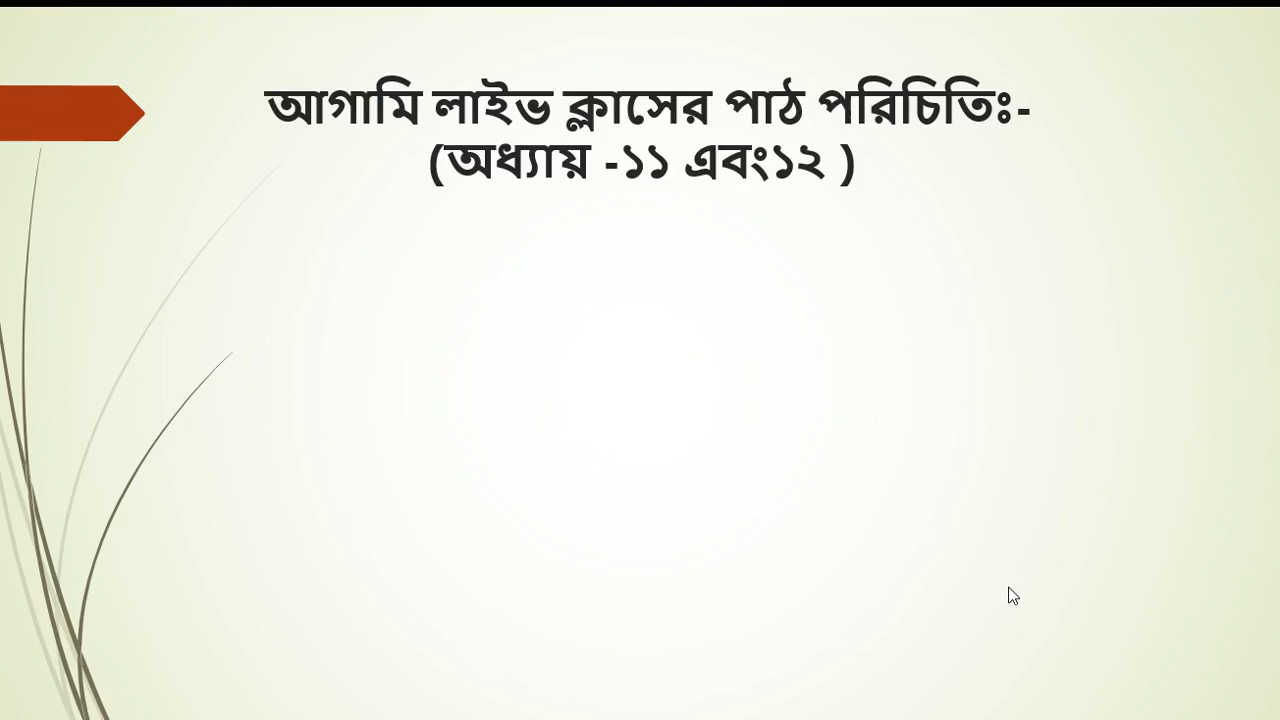 আগামি লাইভ ক্লাসের পাঠ পরিচিতিঃ-
(অধ্যায় -১১ এবং১২ )